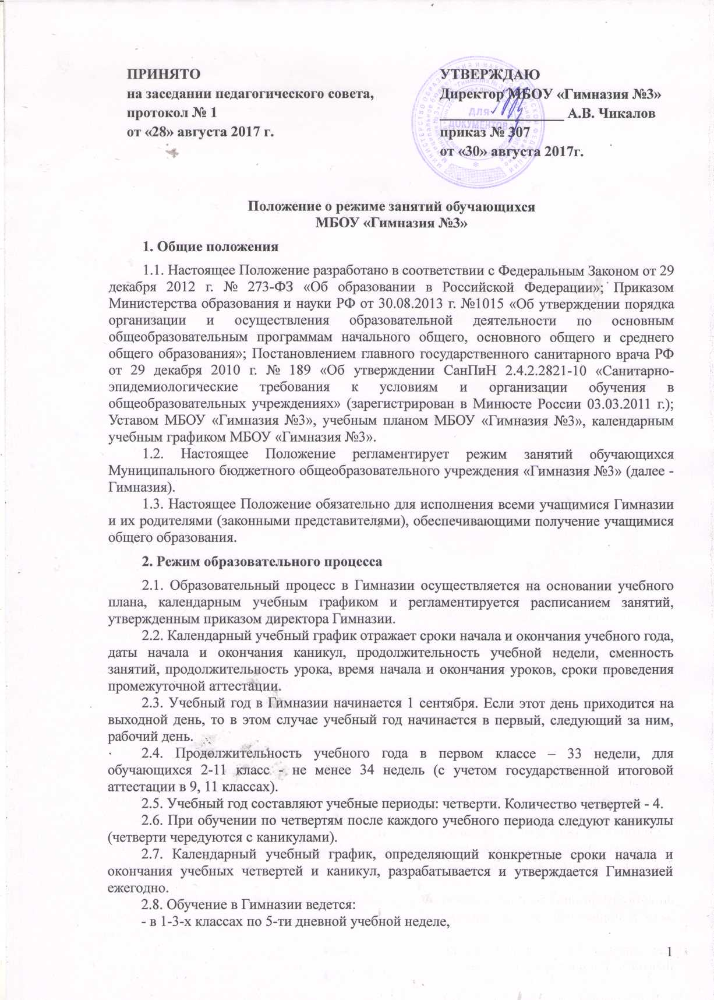 ПРИНЯТО
на заседании педагогического совета,
протокол № 1
от «28» августа 2017 г.
УТВЕРЖДАЮ
Директор МБОУ «Гимназия №3»
_________________ А.В. Чикалов
приказ № 307
от «30» августа 2017г.
ДЛЯ
ДОКУМЕНТОВ
Положение о режиме занятий обучающихся
МБОУ «Гимназия №3»
1. Общие положения
1.1. Настоящее Положение разработано в соответствии с Федеральным Законом от 29
декабря 2012 г. № 273-ФЗ «Об образовании в Российской Федерации»; Приказом
Министерства образования и науки РФ от 30.08.2013 г. №1015 «Об утверждении порядка
организации и осуществления образовательной деятельности по основным
общеобразовательным программам начального общего, основного общего и среднего
общего образования»; Постановлением главного государственного санитарного врача РФ
от 29 декабря 2010 г. № 189 «Об утверждении СанПиН 2.4.2.2821-10 «Санитарно-
эпидемиологические требования к условиям и организации обучения в
общеобразовательных учреждениях» (зарегистрирован в Минюсте России 03.03.2011 г.);
Уставом МБОУ «Гимназия №3», учебным планом МБОУ «Гимназия №3», календарным
учебным графиком МБОУ «Гимназия №3».
1.2. Настоящее Положение регламентирует режим занятий обучающихся
Муниципального бюджетного общеобразовательного учреждения «Гимназия №3» (далее -
Гимназия).
1.3. Настоящее Положение обязательно для исполнения всеми учащимися Гимназии
и их родителями (законными представителями), обеспечивающими получение учащимися
общего образования.
2. Режим образовательного процесса
2.1. Образовательный процесс в Гимназии осуществляется на основании учебного
плана, календарным учебным графиком и регламентируется расписанием занятий,
утвержденным приказом директора Гимназии.
2.2. Календарный учебный график отражает сроки начала и окончания учебного года,
даты начала и окончания каникул, продолжительность учебной недели, сменность
занятий, продолжительность урока, время начала и окончания уроков, сроки проведения
промежуточной аттестации.
2.3. Учебный год в Гимназии начинается 1 сентября. Если этот день приходится на
выходной день, то в этом случае учебный год начинается в первый, следующий за ним,
рабочий день.
2.4. Продолжительность учебного года в первом классе – 33 недели, для
обучающихся 2-11 класс - не менее 34 недель (с учетом государственной итоговой
аттестации в 9, 11 классах).
2.5. Учебный год составляют учебные периоды: четверти. Количество четвертей - 4.
2.6. При обучении по четвертям после каждого учебного периода следуют каникулы
(четверти чередуются с каникулами).
2.7. Календарный учебный график, определяющий конкретные сроки начала и
окончания учебных четвертей и каникул, разрабатывается и утверждается Гимназией
ежегодно.
2.8. Обучение в Гимназии ведется:
- в 1-3-х классах по 5-ти дневной учебной неделе,
1